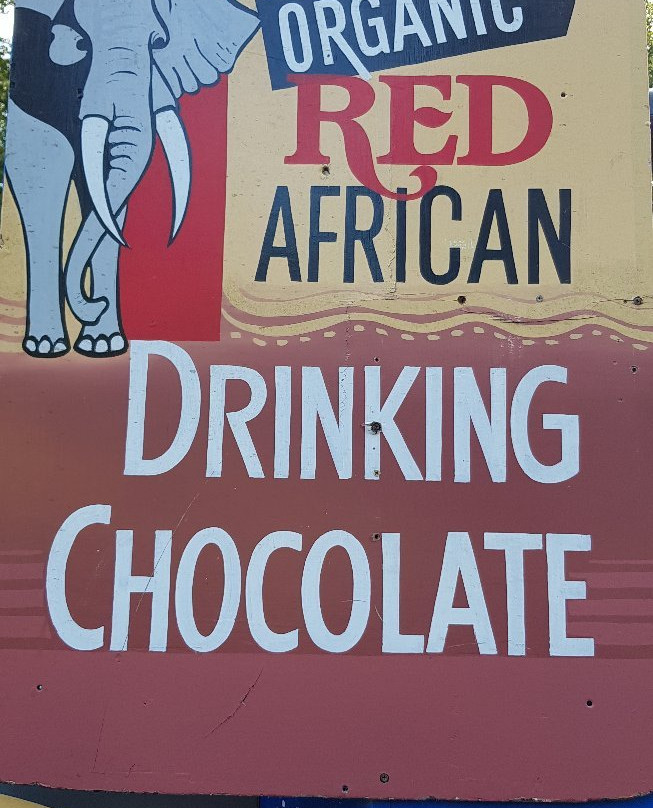 ORGANIC
RED
AFRICAN
DRINKING
CHOCOLATE